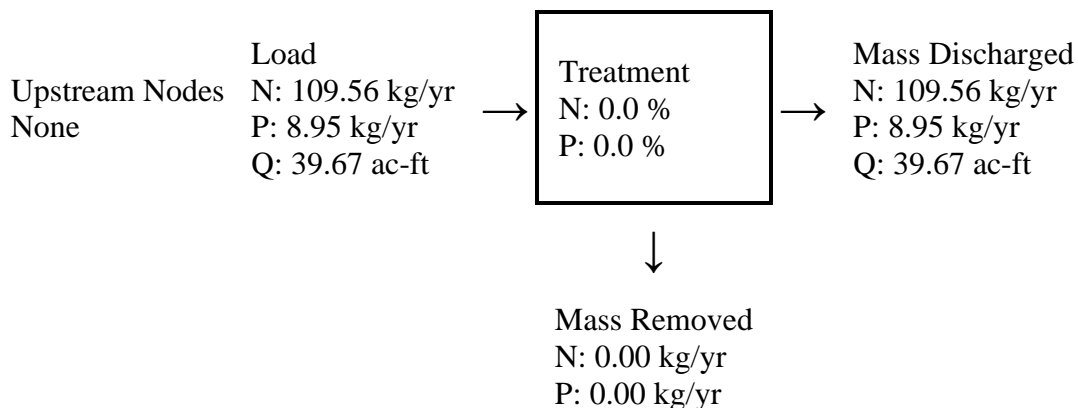 Upstream Nodes
None
Load
N: 109.56 kg/yr
P: 8.95 kg/yr
Q: 39.67 ac-ft
→
Treatment
N: 0.0 %
P: 0.0 %
→
Mass Discharged
N: 109.56 kg/yr
P: 8.95 kg/yr
Q: 39.67 ac-ft
↓
Mass Removed
N: 0.00 kg/yr
P: 0.00 kg/yr